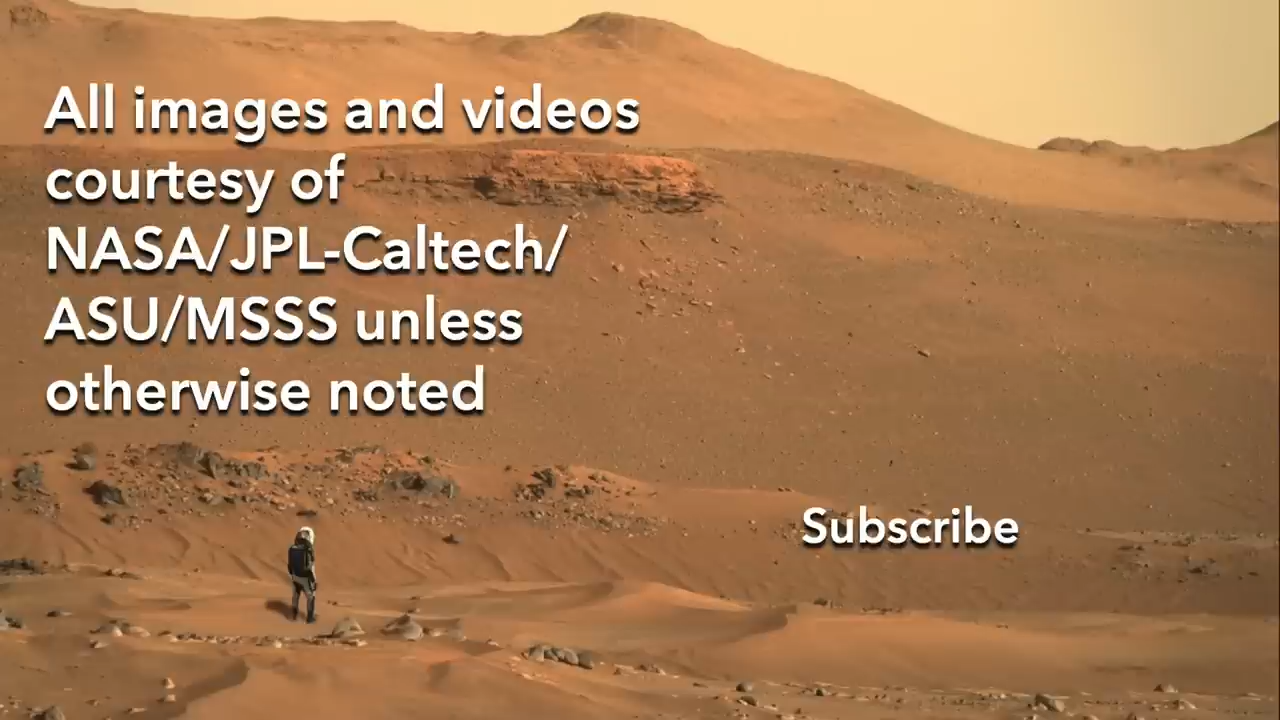 All images and videos
courtesy of
NASA/JPL-Caltech/
ASU/MSSS unless
otherwise noted
Subscribe